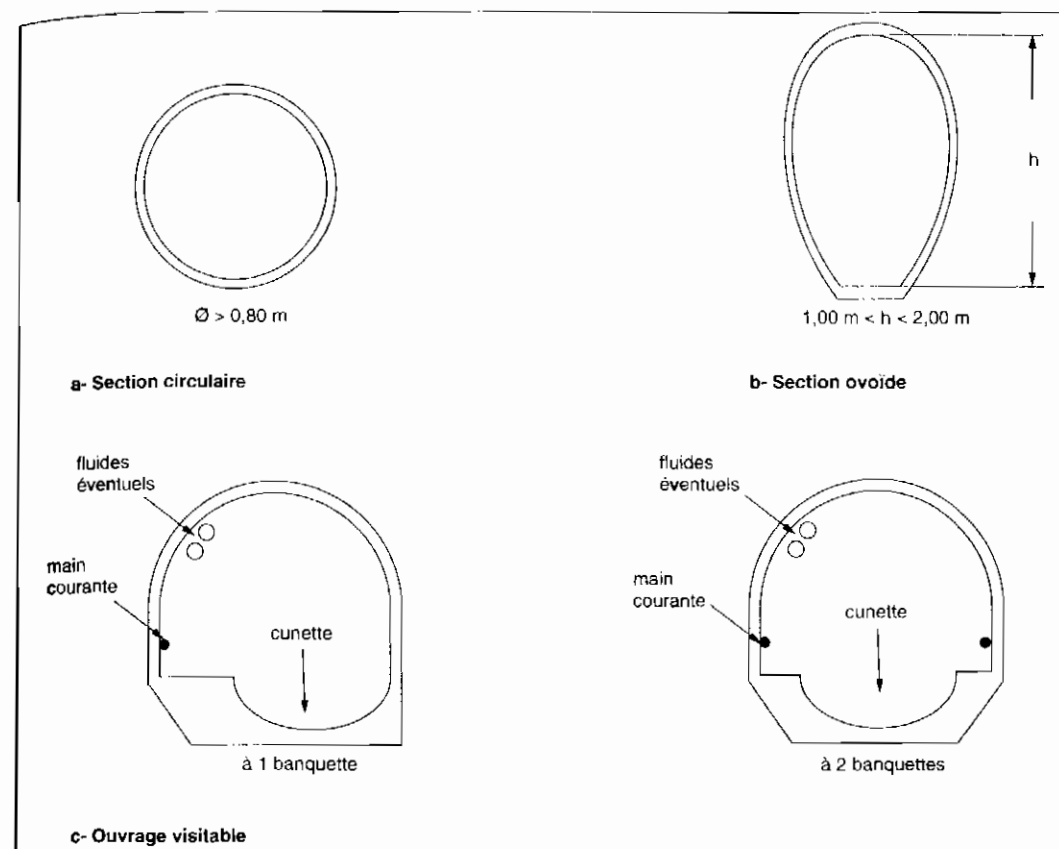 h
Ø > 0,80 m
1,00 m < h < 2,00 m
a- Section circulaire
b- Section ovoïde
fluides
éventuels
main
courante
cunette
à 1 banquette
fluides
éventuels
main
courante
cunette
à 2 banquettes
c- Ouvrage visitable